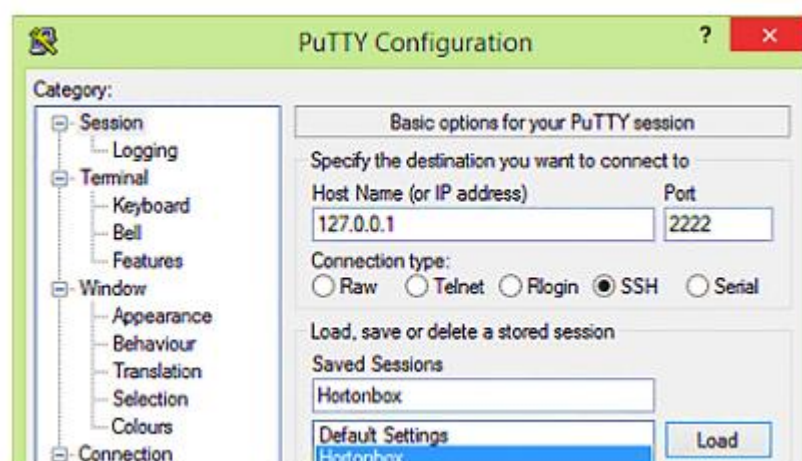 PuTTY Configuration ? ×
Category:
Session
Logging
Terminal
Keyboard
Bell
Features
Window
Appearance
Behaviour
Translation
Selection
Colours
Connection
Basic options for your PuTTY session
Specify the destination you want to connect to
Host Name (or IP address) Port
127.0.0.1 2222
Connection type:
Raw Telnet Rlogin SSH Serial
Load, save or delete a stored session
Saved Sessions
Hortonbox
Default Settings
Hortonbox
Load